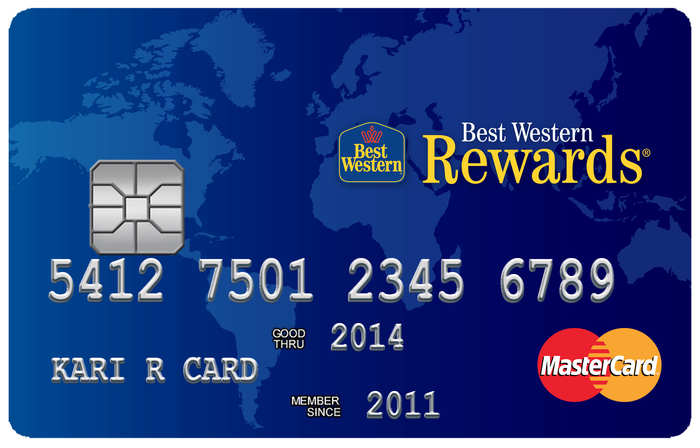 Best Western
Rewards®
Best
Western
5412 7501 2345 6789
GOOD
THRU 2014
KARI R CARD
MEMBER
SINCE 2011
MasterCard